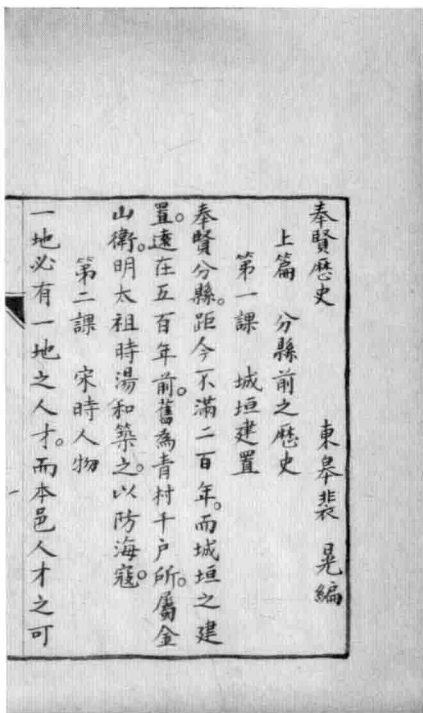 奉賢歷史　東皋裴晃編
上篇　分縣前之歷史
第一課　城垣建置
奉賢分縣。距今不滿二百年。而城垣之建
置。遠在五百年前。舊為青村千户所。屬金
山衛。明太祖時湯和築之。以防海寇。
第二課　宋時人物
一地必有一地之人才。而本邑人才之可
一